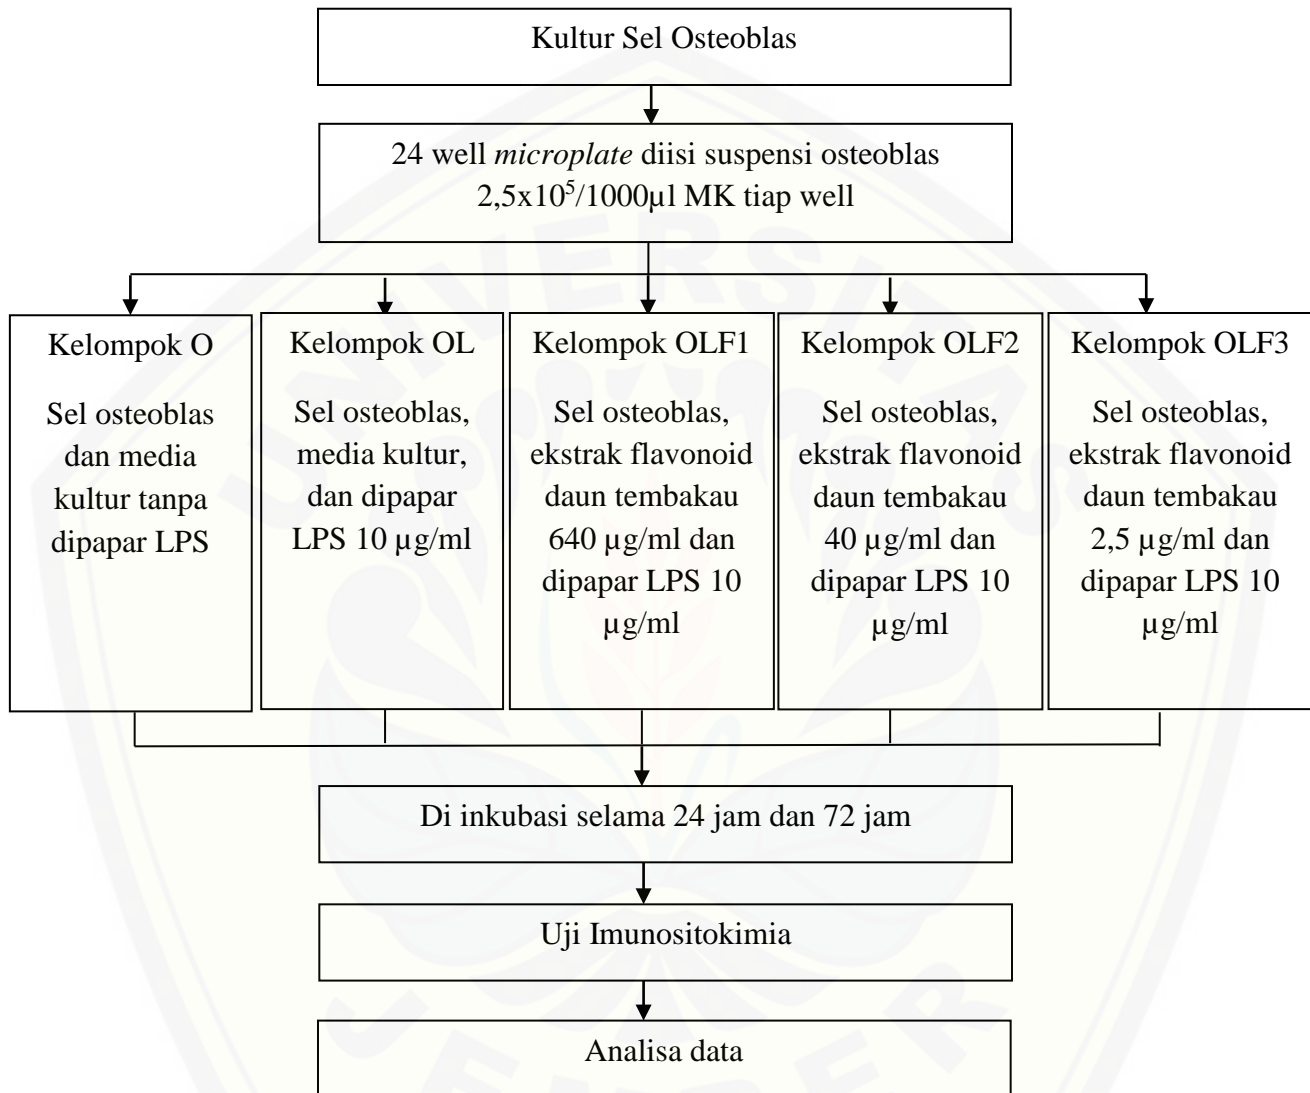 Kultur Sel Osteoblas
24 well microplate diisi suspensi osteoblas
2,5x10⁵/1000µl MK tiap well
Kelompok O
Sel osteoblas
dan media
kultur tanpa
dipapar LPS
Kelompok OL
Sel osteoblas,
media kultur,
dan dipapar
LPS 10 µg/ml
Kelompok OLF1
Sel osteoblas,
ekstrak flavonoid
daun tembakau
640 µg/ml dan
dipapar LPS 10
µg/ml
Kelompok OLF2
Sel osteoblas,
ekstrak flavonoid
daun tembakau
40 µg/ml dan
dipapar LPS 10
µg/ml
Kelompok OLF3
Sel osteoblas,
ekstrak flavonoid
daun tembakau
2,5 µg/ml dan
dipapar LPS 10
µg/ml
Di inkubasi selama 24 jam dan 72 jam
Uji Imunositokimia
Analisa data
UNIVERSITAS
JEMBER